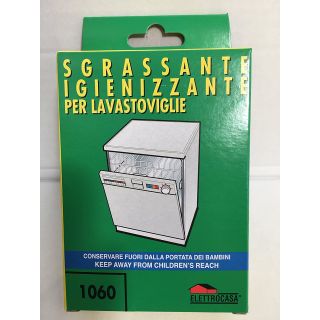 SGRASSANTE
IGIENIZZANTE
PER LAVASTOVIGLIE
CONSERVARE FUORI DALLA PORTATA DEI BAMBINI
KEEP AWAY FROM CHILDREN'S REACH
1060
ELETTROCASA